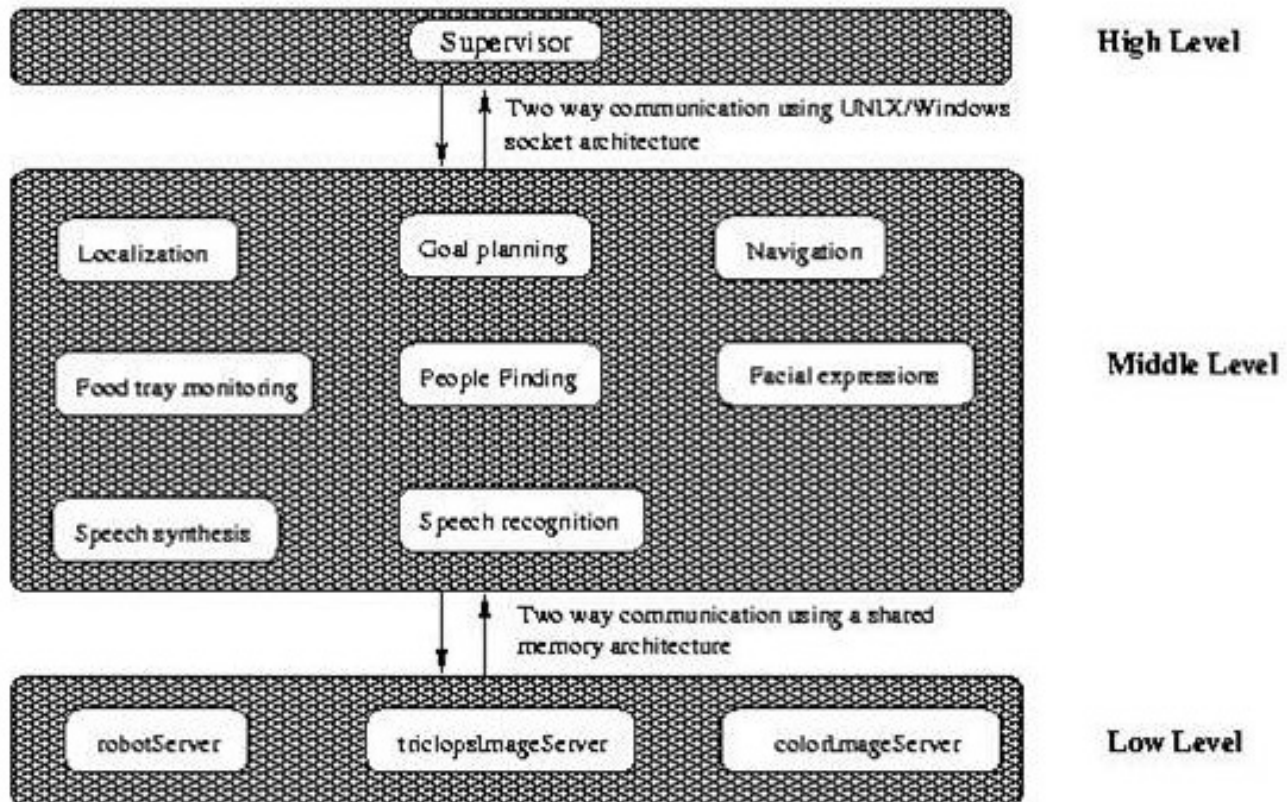 Supervisor
High Level
Two way communication using UNIX/Windows
socket architecture
Localization
Goal planning
Navigation
Food tray monitoring
People Finding
Facial expressions
Middle Level
Speech synthesis
Speech recognition
Two way communication using a shared
memory architecture
robotServer
triclopsImageServer
colorImageServer
Low Level